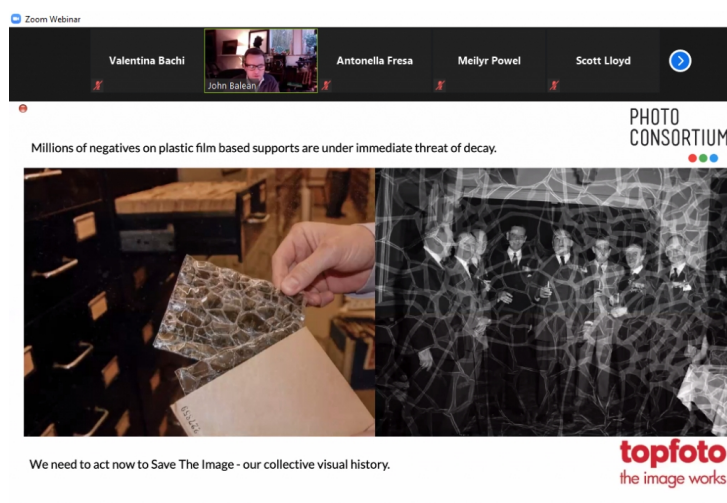 Zoom Webinar
Valentina Bachi
John Balean
Antonella Fresa
Meilyr Powel
Scott Lloyd
PHOTO
CONSORTIUM
Millions of negatives on plastic film based supports are under immediate threat of decay.
We need to act now to Save The Image - our collective visual history.
topfoto
the image works